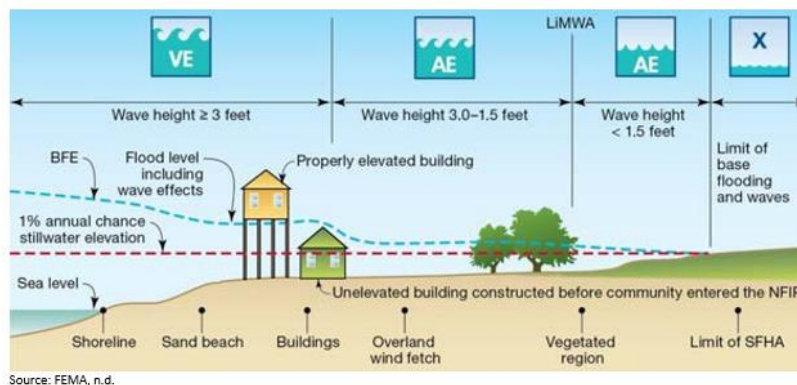 LiMWA
VE
AE
AE
X
Wave height ≥ 3 feet
Wave height 3.0–1.5 feet
Wave height
< 1.5 feet
BFE
Flood level
including
wave effects
Properly elevated building
Limit of
base
flooding
and waves
1% annual chance
stillwater elevation
Sea level
Unelevated building constructed before community entered the NFIP
Shoreline
Sand beach
Buildings
Overland
wind fetch
Vegetated
region
Limit of SFHA
Source: FEMA, n.d.